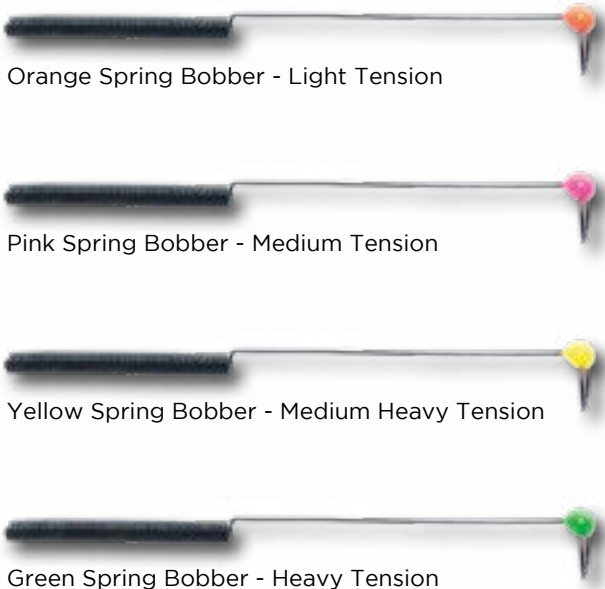 Orange Spring Bobber - Light Tension
Pink Spring Bobber - Medium Tension
Yellow Spring Bobber - Medium Heavy Tension
Green Spring Bobber - Heavy Tension